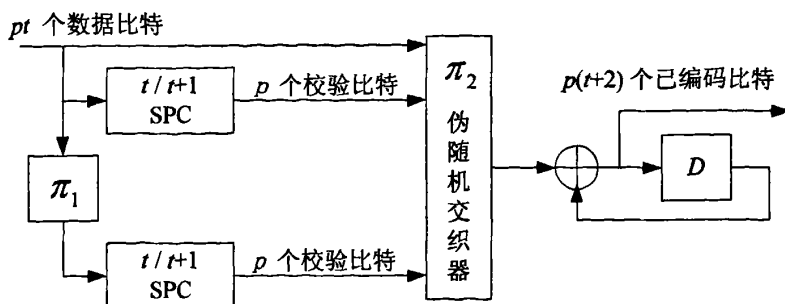 pt 个数据比特
t / t+1
SPC
p 个校验比特
π₁
t / t+1
SPC
p 个校验比特
π₂
伪随机交织器
p(t+2) 个已编码比特
D